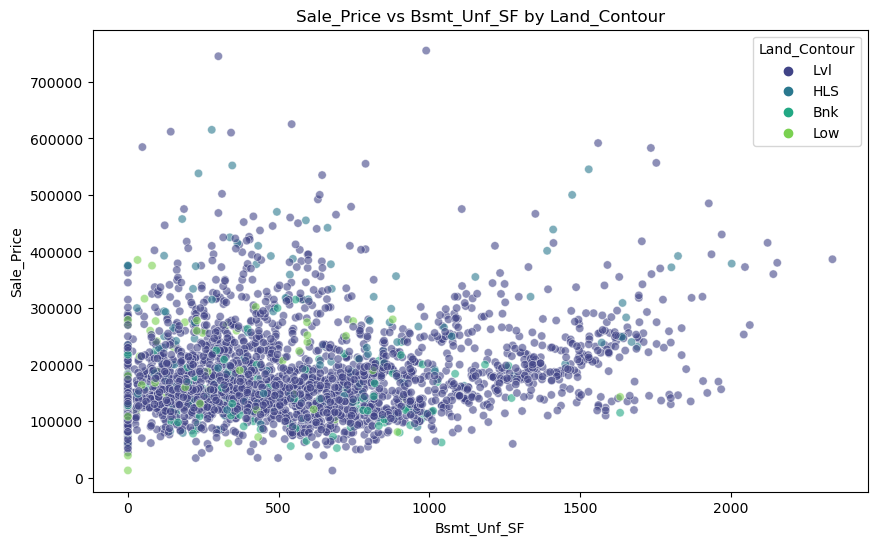 Sale_Price vs Bsmt_Unf_SF by Land_Contour
Land_Contour
Lvl
HLS
Bnk
Low
Sale_Price
700000
600000
500000
400000
300000
200000
100000
0
0 500 1000 1500 2000
Bsmt_Unf_SF